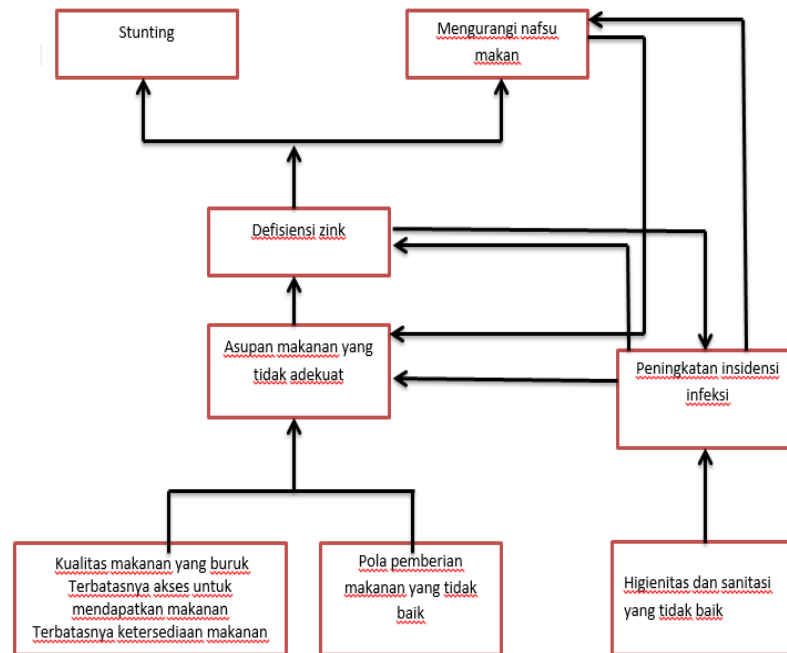 Stunting
Mengurangi nafsu
makan
Defisiensi zink
Asupan makanan yang
tidak adekuat
Peningkatan insidensi
infeksi
Kualitas makanan yang buruk
Terbatasnya akses untuk
mendapatkan makanan
Terbatasnya ketersediaan makanan
Pola pemberian
makanan yang tidak
baik
Higienitas dan sanitasi
yang tidak baik